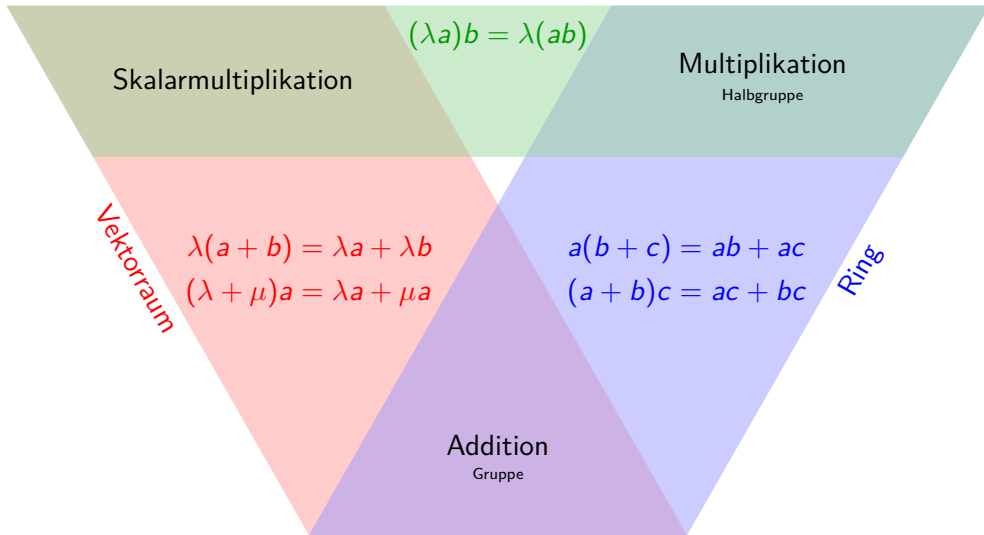 (λa)b = λ(ab)
Skalarmultiplikation
Multiplikation
Halbgruppe
Vektorraum
λ(a + b) = λa + λb
(λ + μ)a = λa + μa
a(b + c) = ab + ac
(a + b)c = ac + bc
Ring
Addition
Gruppe